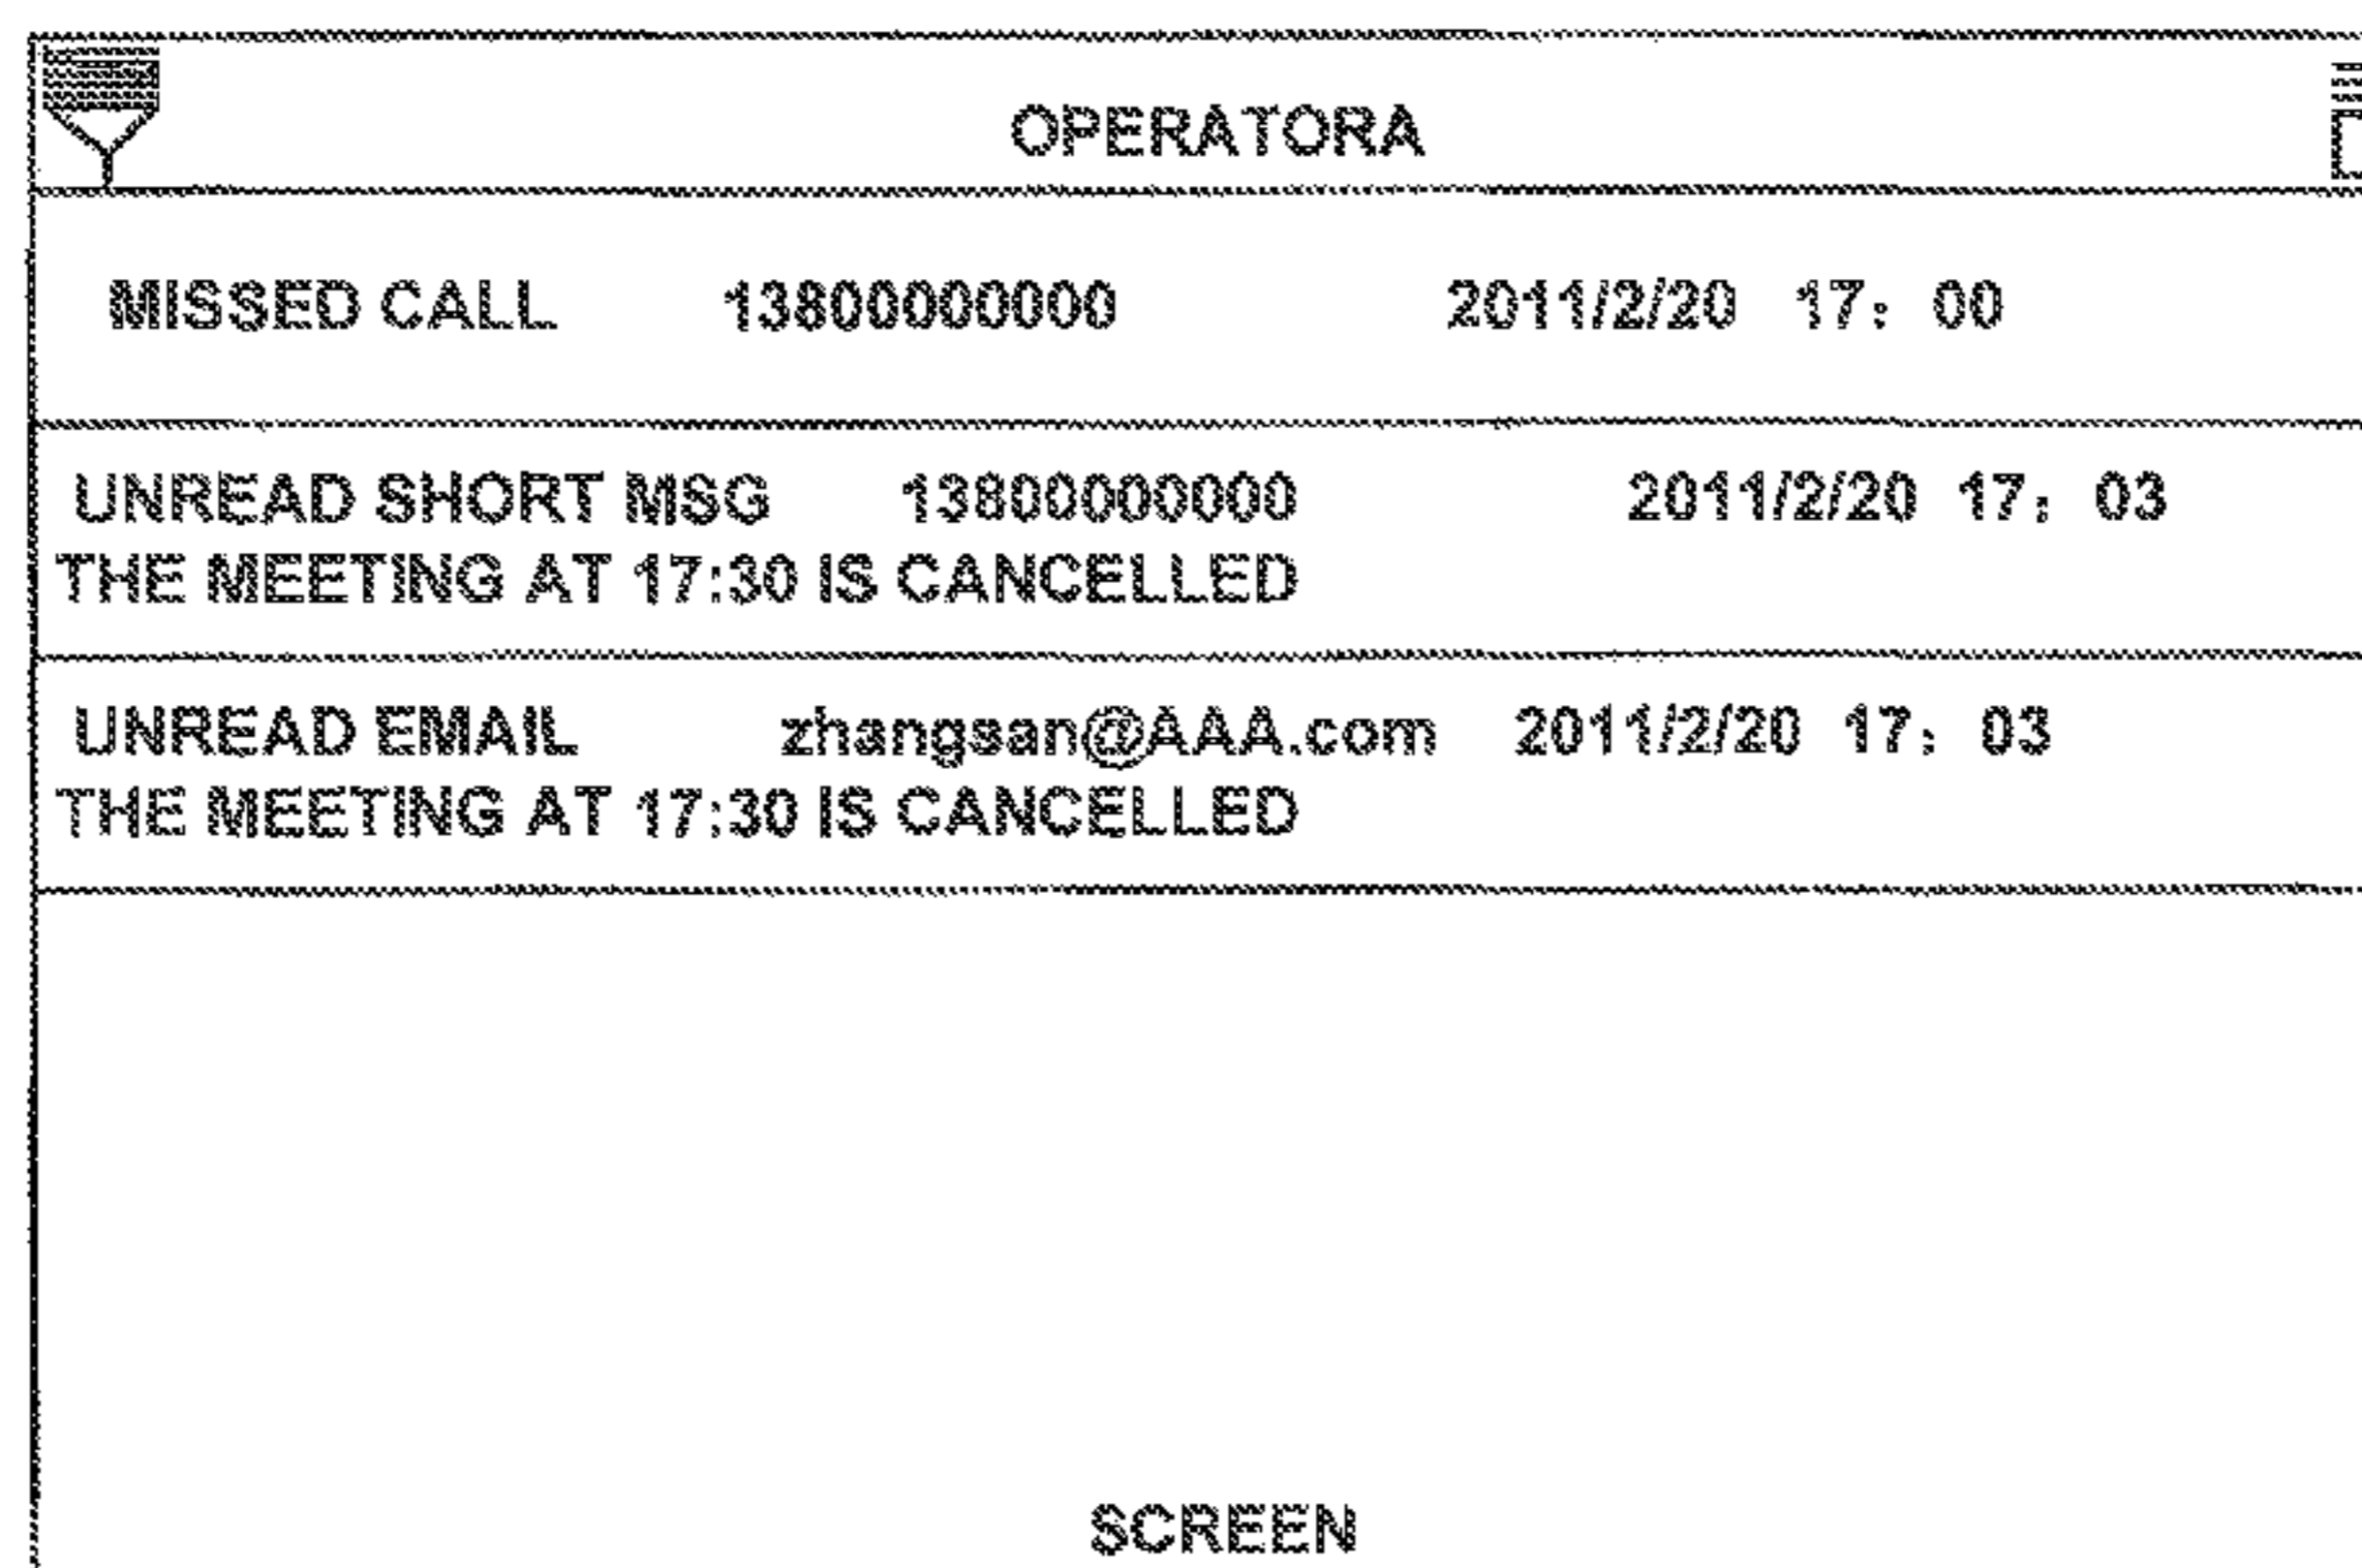 OPERATORA
MISSED CALL 13800000000 2011/2/20 17: 00
UNREAD SHORT MSG 13800000000 2011/2/20 17: 03
THE MEETING AT 17:30 IS CANCELLED
UNREAD EMAIL zhangsan@AAA.com 2011/2/20 17: 03
THE MEETING AT 17:30 IS CANCELLED
SCREEN